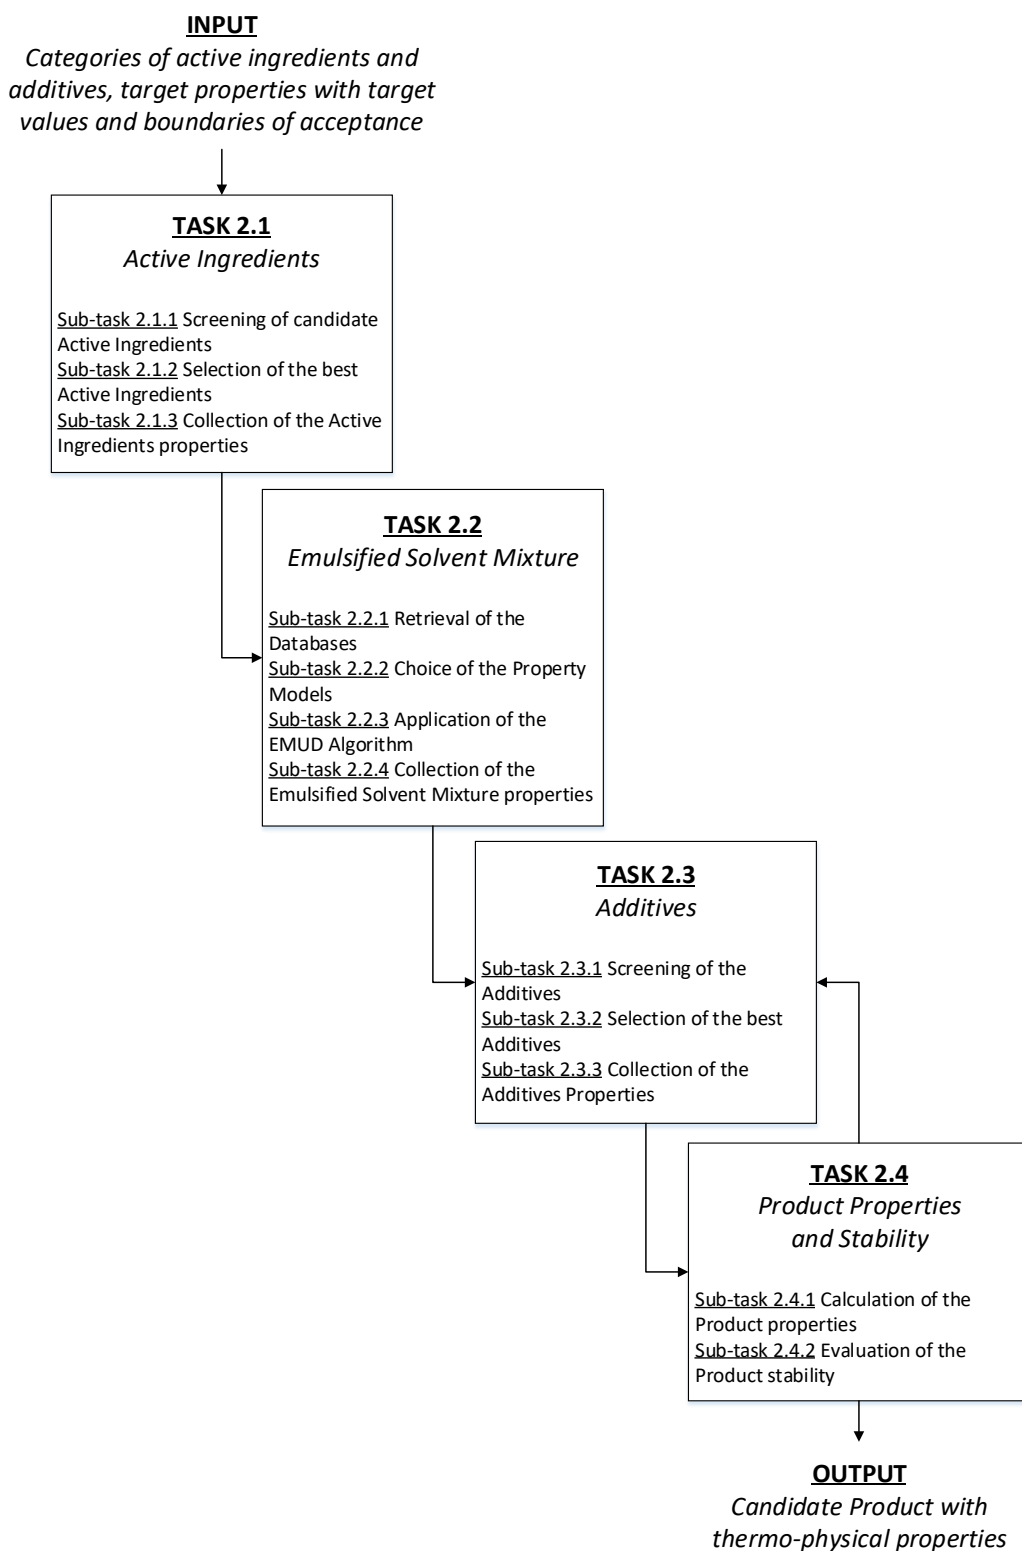 INPUT
Categories of active ingredients and
additives, target properties with target
values and boundaries of acceptance
TASK 2.1
Active Ingredients
Sub-task 2.1.1 Screening of candidate
Active Ingredients
Sub-task 2.1.2 Selection of the best
Active Ingredients
Sub-task 2.1.3 Collection of the Active
Ingredients properties
TASK 2.2
Emulsified Solvent Mixture
Sub-task 2.2.1 Retrieval of the
Databases
Sub-task 2.2.2 Choice of the Property
Models
Sub-task 2.2.3 Application of the
EMUD Algorithm
Sub-task 2.2.4 Collection of the
Emulsified Solvent Mixture properties
TASK 2.3
Additives
Sub-task 2.3.1 Screening of the
Additives
Sub-task 2.3.2 Selection of the best
Additives
Sub-task 2.3.3 Collection of the
Additives Properties
TASK 2.4
Product Properties
and Stability
Sub-task 2.4.1 Calculation of the
Product properties
Sub-task 2.4.2 Evaluation of the
Product stability
OUTPUT
Candidate Product with
thermo-physical properties